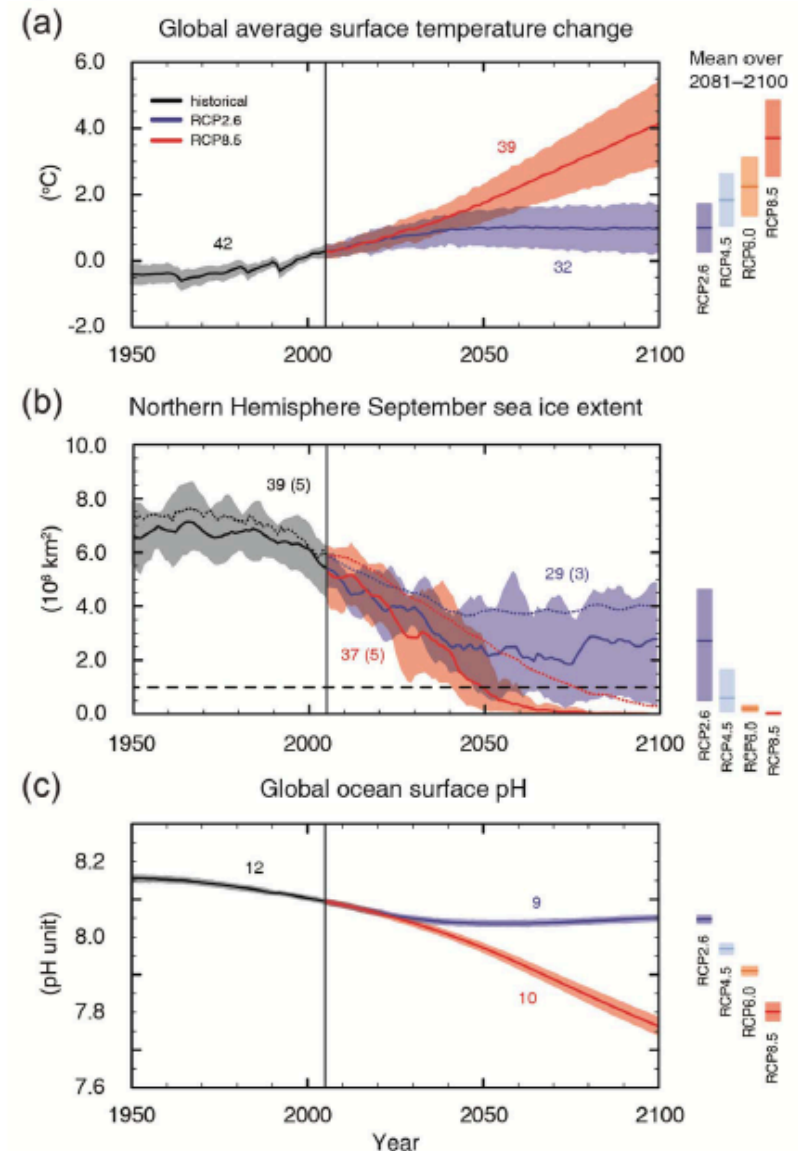 (a) Global average surface temperature change
Mean over
2081–2100
6.0
4.0
2.0
0.0
-2.0
(°C)
historical
RCP2.6
RCP8.5
42
39
32
1950 2000 2050 2100
RCP2.6
RCP4.5
RCP6.0
RCP8.5
(b) Northern Hemisphere September sea ice extent
10.0
8.0
6.0
4.0
2.0
0.0
(10⁶ km²)
39 (5)
29 (3)
37 (5)
1950 2000 2050 2100
RCP2.6
RCP4.5
RCP6.0
RCP8.5
(c) Global ocean surface pH
8.2
8.0
7.8
7.6
(pH unit)
12
9
10
1950 2000 2050 2100
Year
RCP2.6
RCP4.5
RCP6.0
RCP8.5